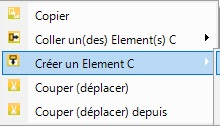 Copier
Coller un(des) Element(s) C
Créer un Element C
Couper (déplacer)
Couper (déplacer) depuis